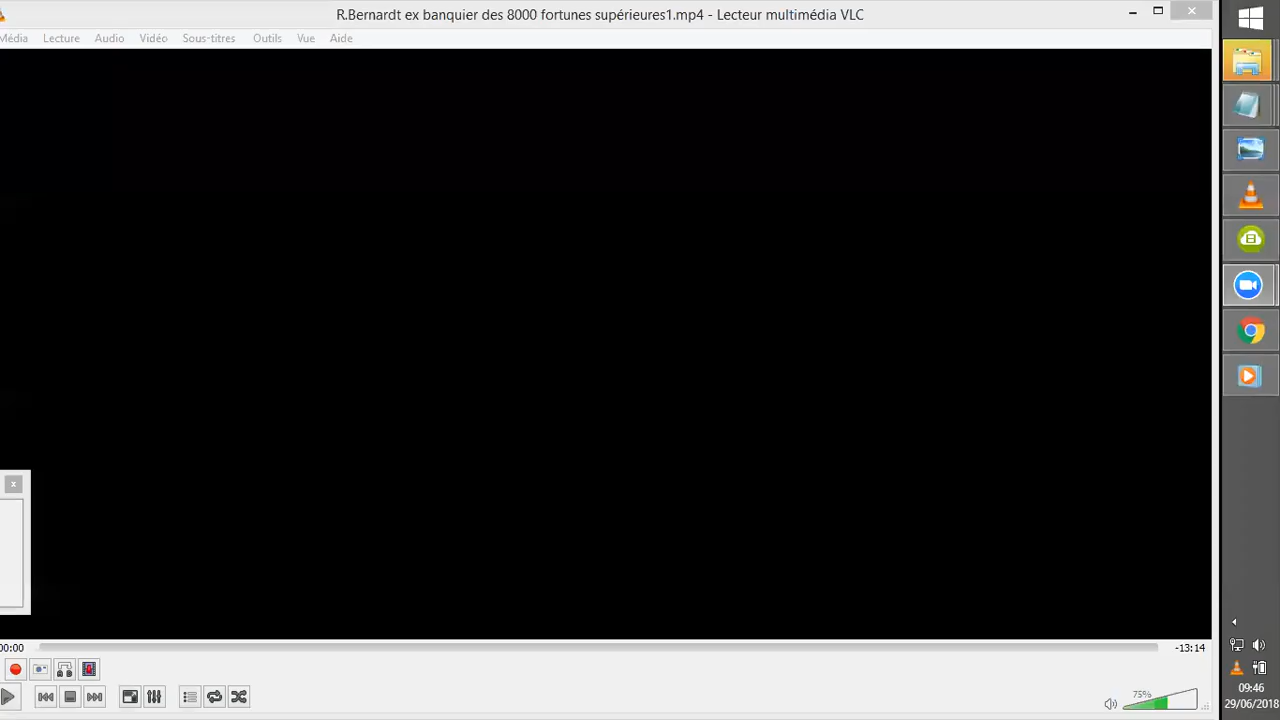 R.Bernardt ex banquier des 8000 fortunes supérieures1.mp4 - Lecteur multimédia VLC
Média Lecture Audio Vidéo Sous-titres Outils Vue Aide
00:00 -13:14
75%
09:46
29/06/2018